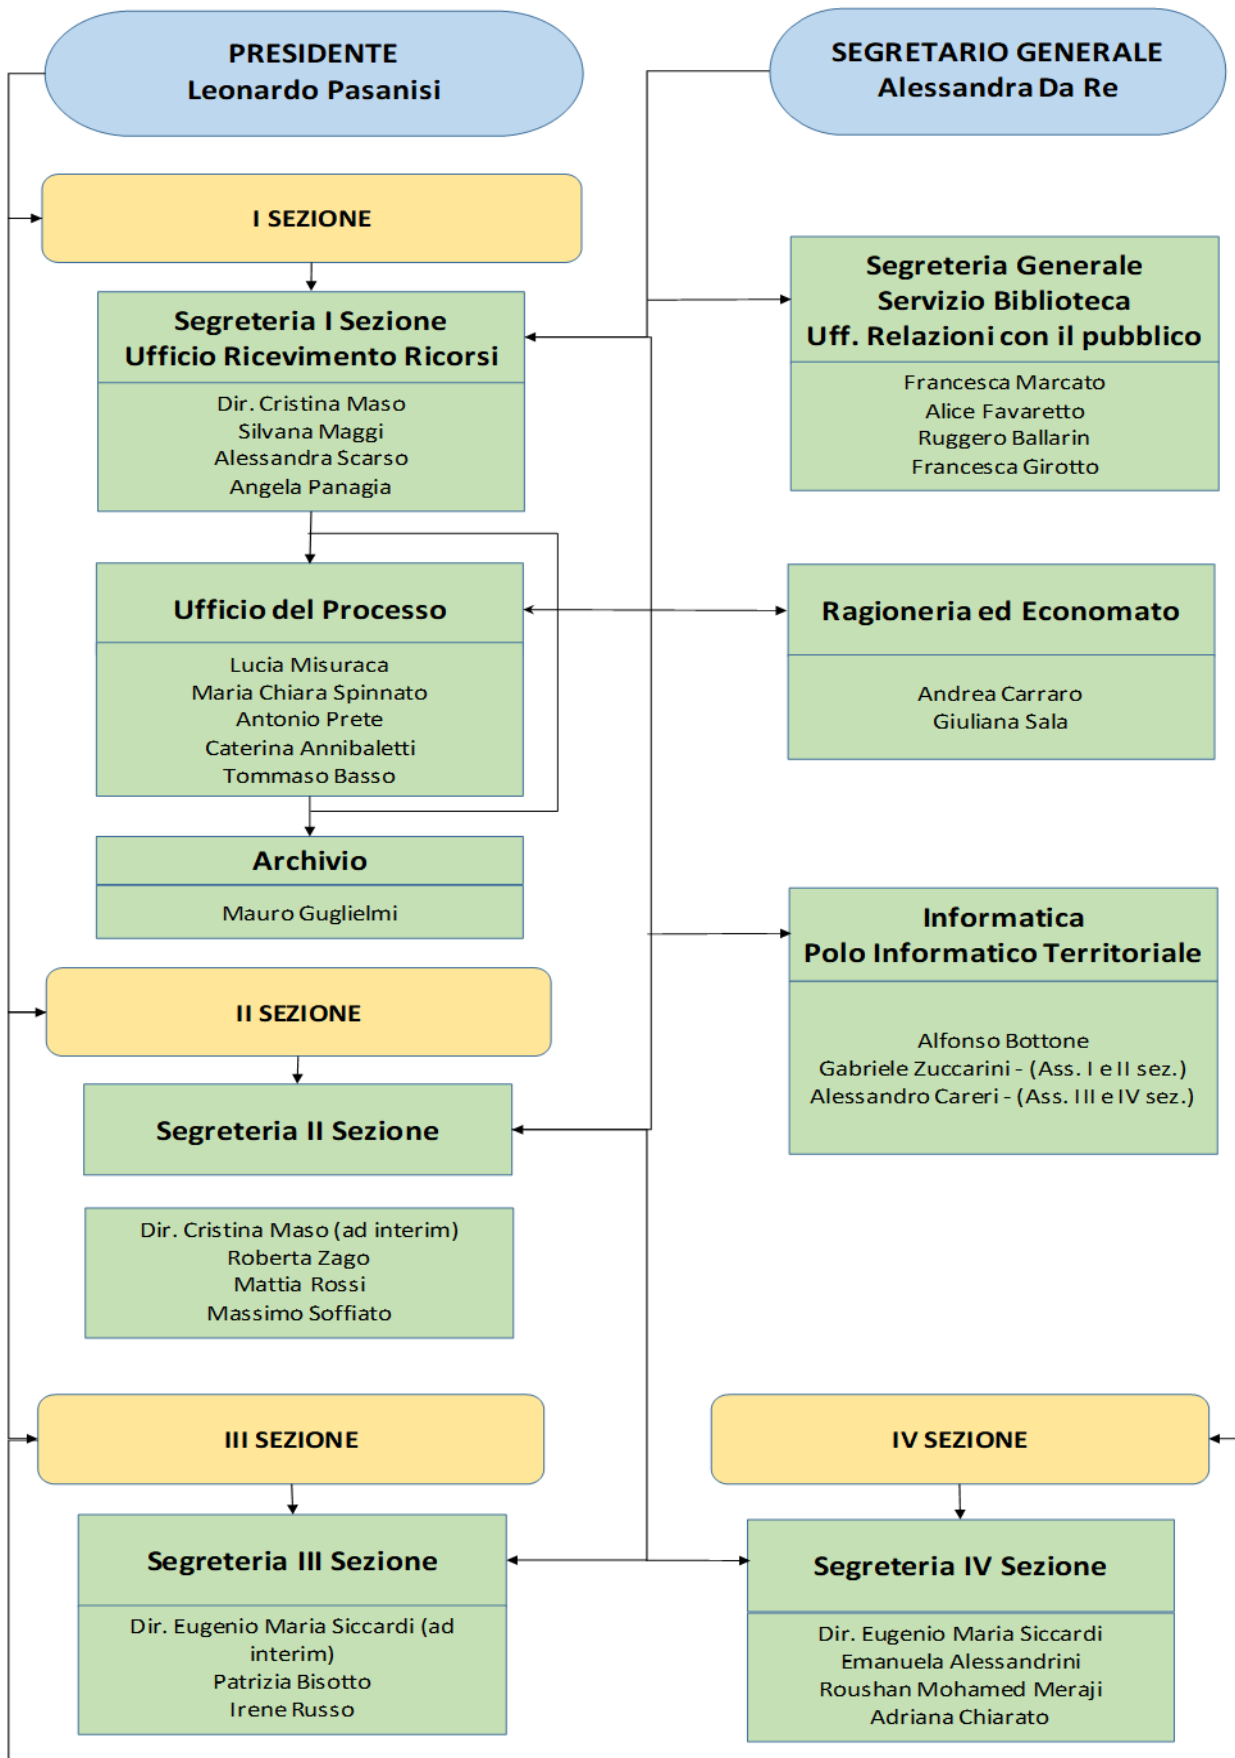 PRESIDENTE
Leonardo Pasanisi
SEGRETARIO GENERALE
Alessandra Da Re
I SEZIONE
Segreteria I Sezione
Ufficio Ricevimento Ricorsi
Dir. Cristina Maso
Silvana Maggi
Alessandra Scarso
Angela Panagia
Segreteria Generale
Servizio Biblioteca
Uff. Relazioni con il pubblico
Francesca Marcato
Alice Favaretto
Ruggero Ballarin
Francesca Girotto
Ufficio del Processo
Lucia Misuraca
Maria Chiara Spinnato
Antonio Prete
Caterina Annibaletti
Tommaso Basso
Ragioneria ed Economato
Andrea Carraro
Giuliana Sala
Archivio
Mauro Guglielmi
Informatica
Polo Informatico Territoriale
Alfonso Bottone
Gabriele Zuccarini - (Ass. I e II sez.)
Alessandro Careri - (Ass. III e IV sez.)
II SEZIONE
Segreteria II Sezione
Dir. Cristina Maso (ad interim)
Roberta Zago
Mattia Rossi
Massimo Soffiato
III SEZIONE
Segreteria III Sezione
Dir. Eugenio Maria Siccardi (ad
interim)
Patrizia Bisotto
Irene Russo
IV SEZIONE
Segreteria IV Sezione
Dir. Eugenio Maria Siccardi
Emanuela Alessandrini
Roushan Mohamed Meraji
Adriana Chiarato